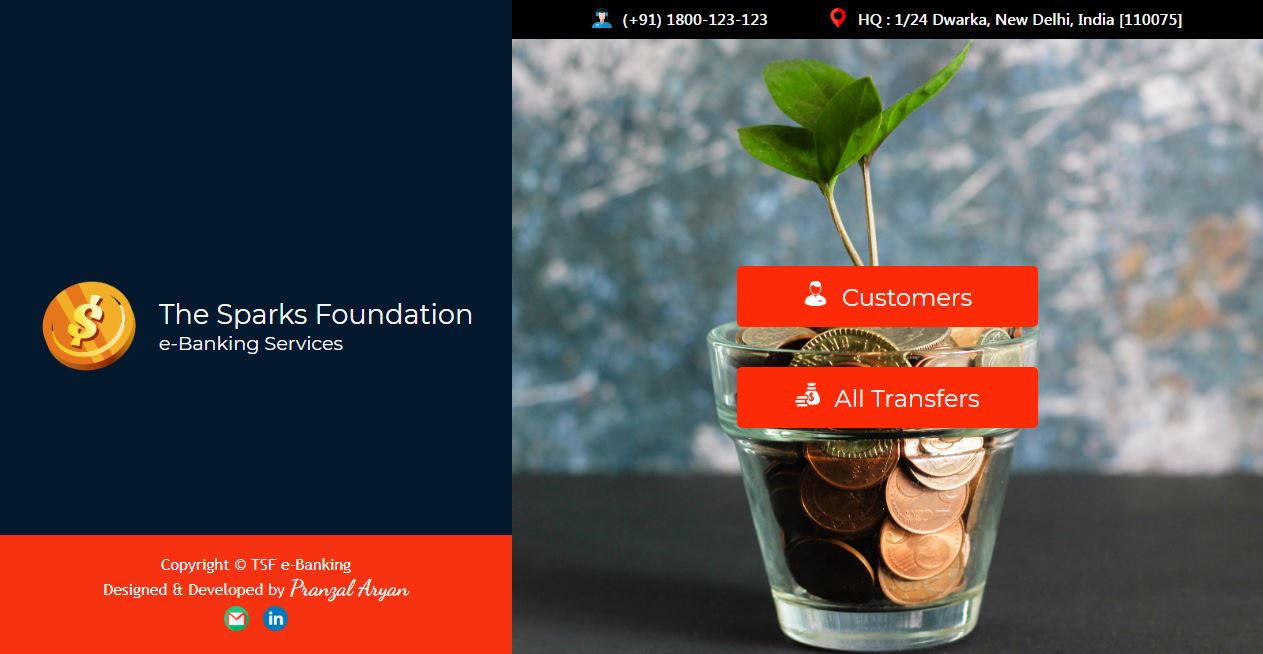 (+91) 1800-123-123
HQ : 1/24 Dwarka, New Delhi, India [110075]
The Sparks Foundation
e-Banking Services
Customers
All Transfers
Copyright © TSF e-Banking
Designed & Developed by Pranzal Aryan
in